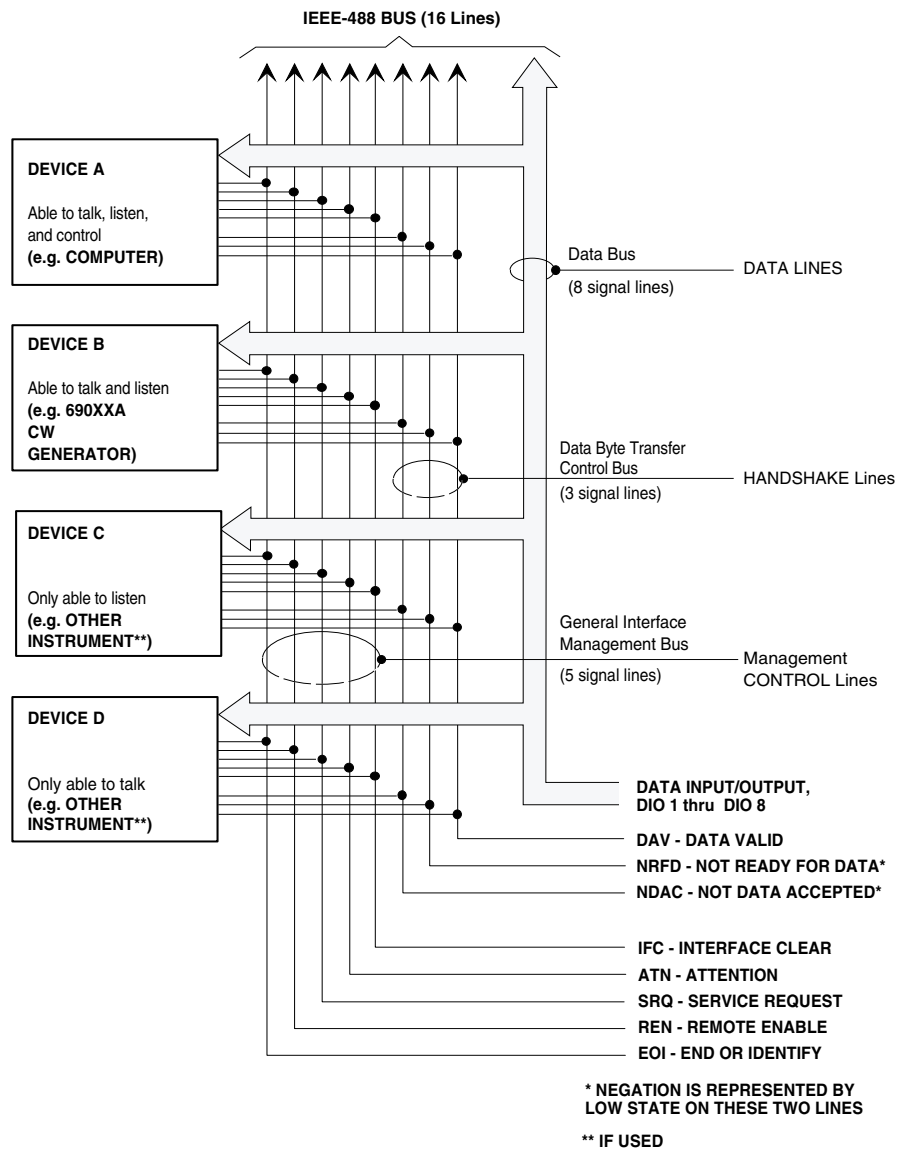 IEEE-488 BUS (16 Lines)
DEVICE A
Able to talk, listen,
and control
(e.g. COMPUTER)
Data Bus
(8 signal lines)
DATA LINES
DEVICE B
Able to talk and listen
(e.g. 690XXA
CW
GENERATOR)
Data Byte Transfer
Control Bus
(3 signal lines)
HANDSHAKE Lines
DEVICE C
Only able to listen
(e.g. OTHER
INSTRUMENT**)
General Interface
Management Bus
(5 signal lines)
Management
CONTROL Lines
DEVICE D
Only able to talk
(e.g. OTHER
INSTRUMENT**)
DATA INPUT/OUTPUT,
DIO 1 thru DIO 8
DAV - DATA VALID
NRFD - NOT READY FOR DATA*
NDAC - NOT DATA ACCEPTED*
IFC - INTERFACE CLEAR
ATN - ATTENTION
SRQ - SERVICE REQUEST
REN - REMOTE ENABLE
EOI - END OR IDENTIFY
* NEGATION IS REPRESENTED BY
LOW STATE ON THESE TWO LINES
** IF USED